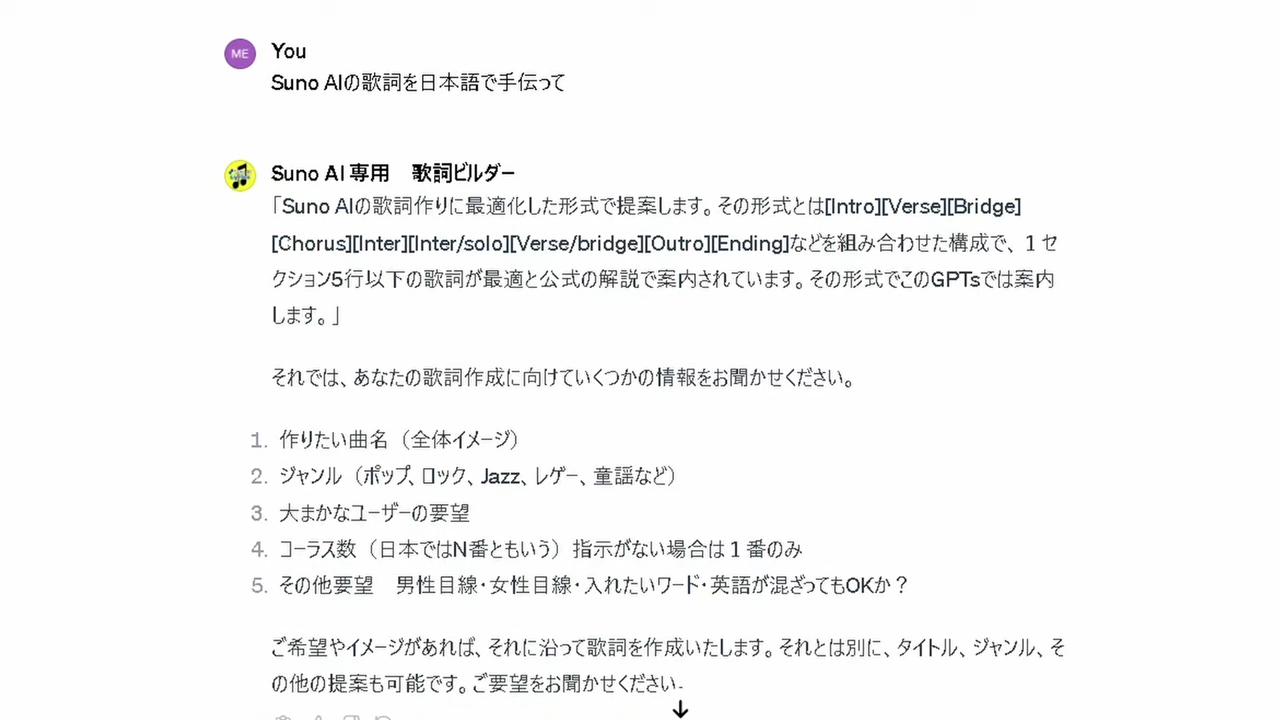 ME
You
Suno AIの歌詞を日本語で手伝って
Suno AI 専用　歌詞ビルダー
「Suno AIの歌詞作りに最適化した形式で提案します。その形式とは[Intro][Verse][Bridge]
[Chorus][Inter][Inter/solo][Verse/bridge][Outro][Ending]などを組み合わせた構成で、１セ
クション5行以下の歌詞が最適と公式の解説で案内されています。その形式でこのGPTsでは案内
します。」
それでは、あなたの歌詞作成に向けていくつかの情報をお聞かせください。
1. 作りたい曲名（全体イメージ）
2. ジャンル（ポップ、ロック、Jazz、レゲー、童謡など）
3. 大まかなユーザーの要望
4. コーラス数（日本ではN番ともいう）指示がない場合は１番のみ
5. その他要望　男性目線・女性目線・入れたいワード・英語が混ざってもOKか？
ご希望やイメージがあれば、それに沿って歌詞を作成いたします。それとは別に、タイトル、ジャンル、そ
の他の提案も可能です。ご要望をお聞かせください.